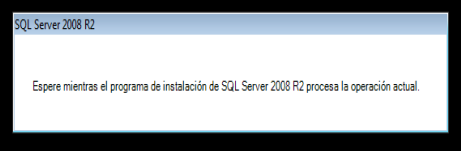 SQL Server 2008 R2
Espere mientras el programa de instalación de SQL Server 2008 R2 procesa la operación actual.